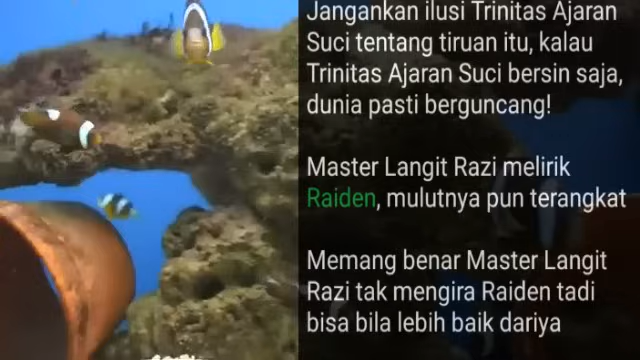 Jangankan ilusi Trinitas Ajaran
Suci tentang tiruan itu, kalau
Trinitas Ajaran Suci bersin saja,
dunia pasti berguncang!
Master Langit Razi melirik
Raiden, mulutnya pun terangkat
Memang benar Master Langit
Razi tak mengira Raiden tadi
bisa bila lebih baik dariya